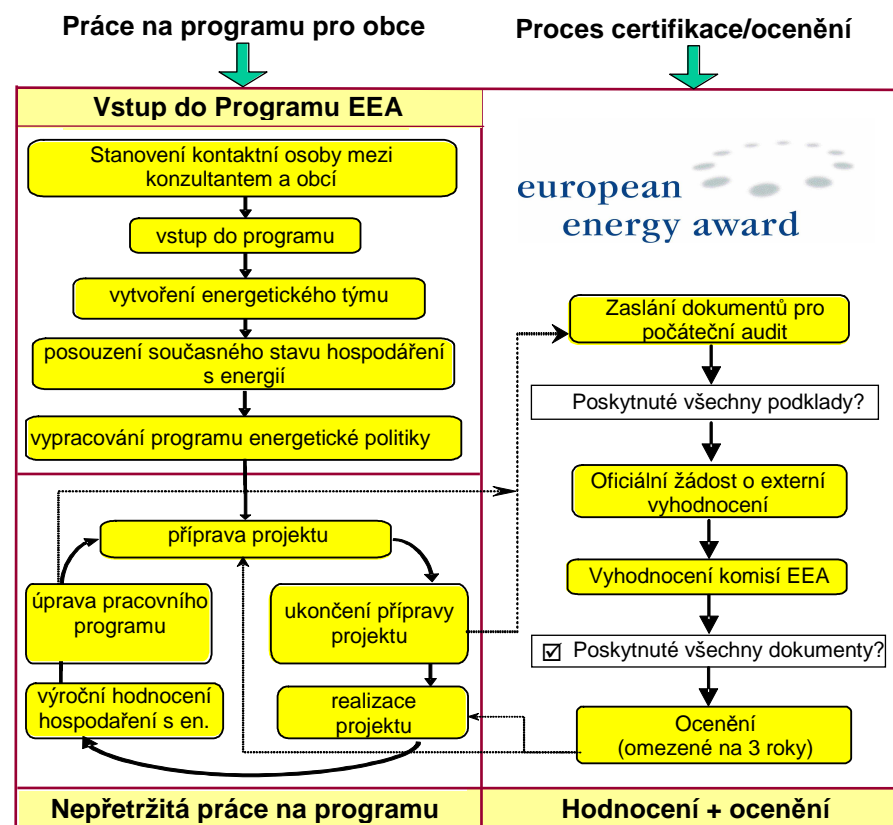 Práce na programu pro obce
Proces certifikace/ocenění
Vstup do Programu EEA
Stanovení kontaktní osoby mezi
konzultantem a obcí
vstup do programu
vytvoření energetického týmu
posouzení současného stavu hospodáření
s energií
vypracování programu energetické politiky
příprava projektu
úprava pracovního
programu
ukončení přípravy
projektu
výroční hodnocení
hospodaření s en.
realizace
projektu
Nepřetržitá práce na programu
european
energy award
Zaslání dokumentů pro
počáteční audit
Poskytnuté všechny podklady?
Oficiální žádost o externí
vyhodnocení
Vyhodnocení komisí EEA
☑ Poskytnuté všechny dokumenty?
Ocenění
(omezené na 3 roky)
Hodnocení + ocenění